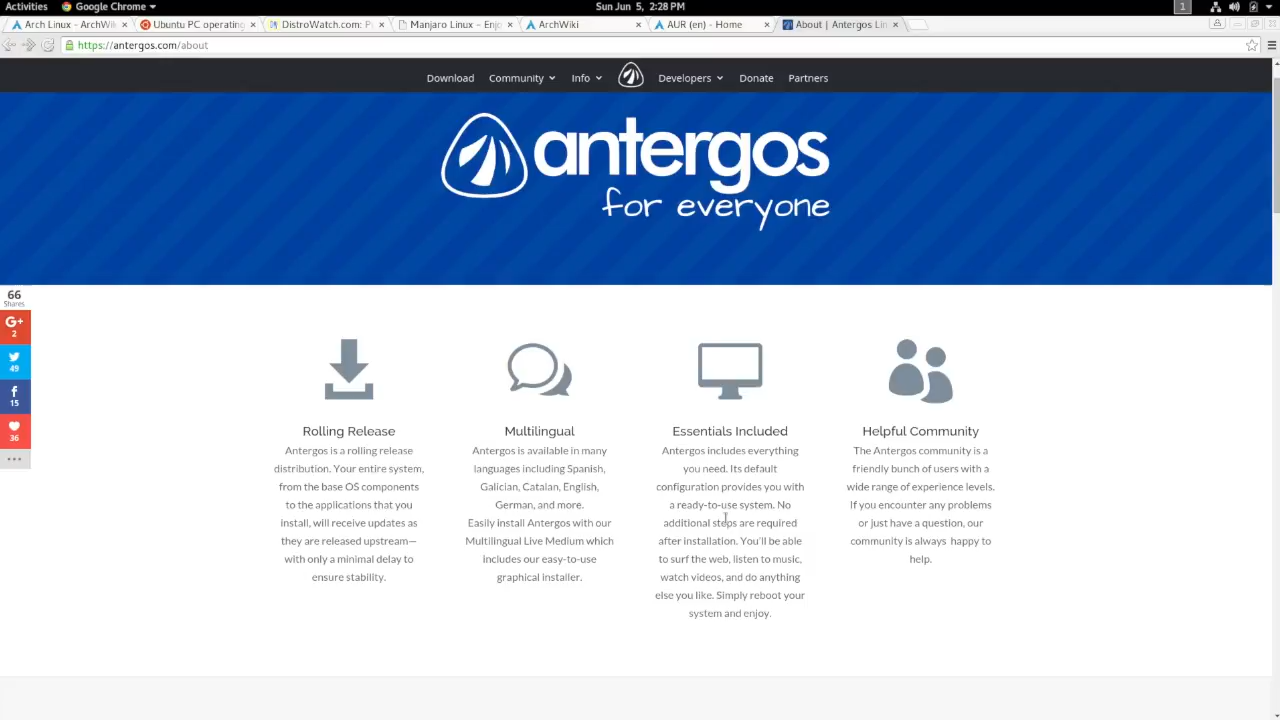 Activities
Google Chrome
Sun Jun 5, 2:28 PM
1
Arch Linux - ArchWi
Ubuntu PC operating
DistroWatch.com: P
Manjaro Linux – Enjo
ArchWiki
AUR (en) - Home
About | Antergos Lin
https://antergos.com/about
Download
Community
Info
Developers
Donate
Partners
antergos
for everyone
66
Shares
G+
2
49
f
15
36
Rolling Release
Antergos is a rolling release
distribution. Your entire system,
from the base OS components
to the applications that you
install, will receive updates as
they are released upstream—
with only a minimal delay to
ensure stability.
Multilingual
Antergos is available in many
languages including Spanish,
Galician, Catalan, English,
German, and more.
Easily install Antergos with our
Multilingual Live Medium which
includes our easy-to-use
graphical installer.
Essentials Included
Antergos includes everything
you need. Its default
configuration provides you with
a ready-to-use system. No
additional steps are required
after installation. You'll be able
to surf the web, listen to music,
watch videos, and do anything
else you like. Simply reboot your
system and enjoy.
Helpful Community
The Antergos community is a
friendly bunch of users with a
wide range of experience levels.
If you encounter any problems
or just have a question, our
community is always happy to
help.